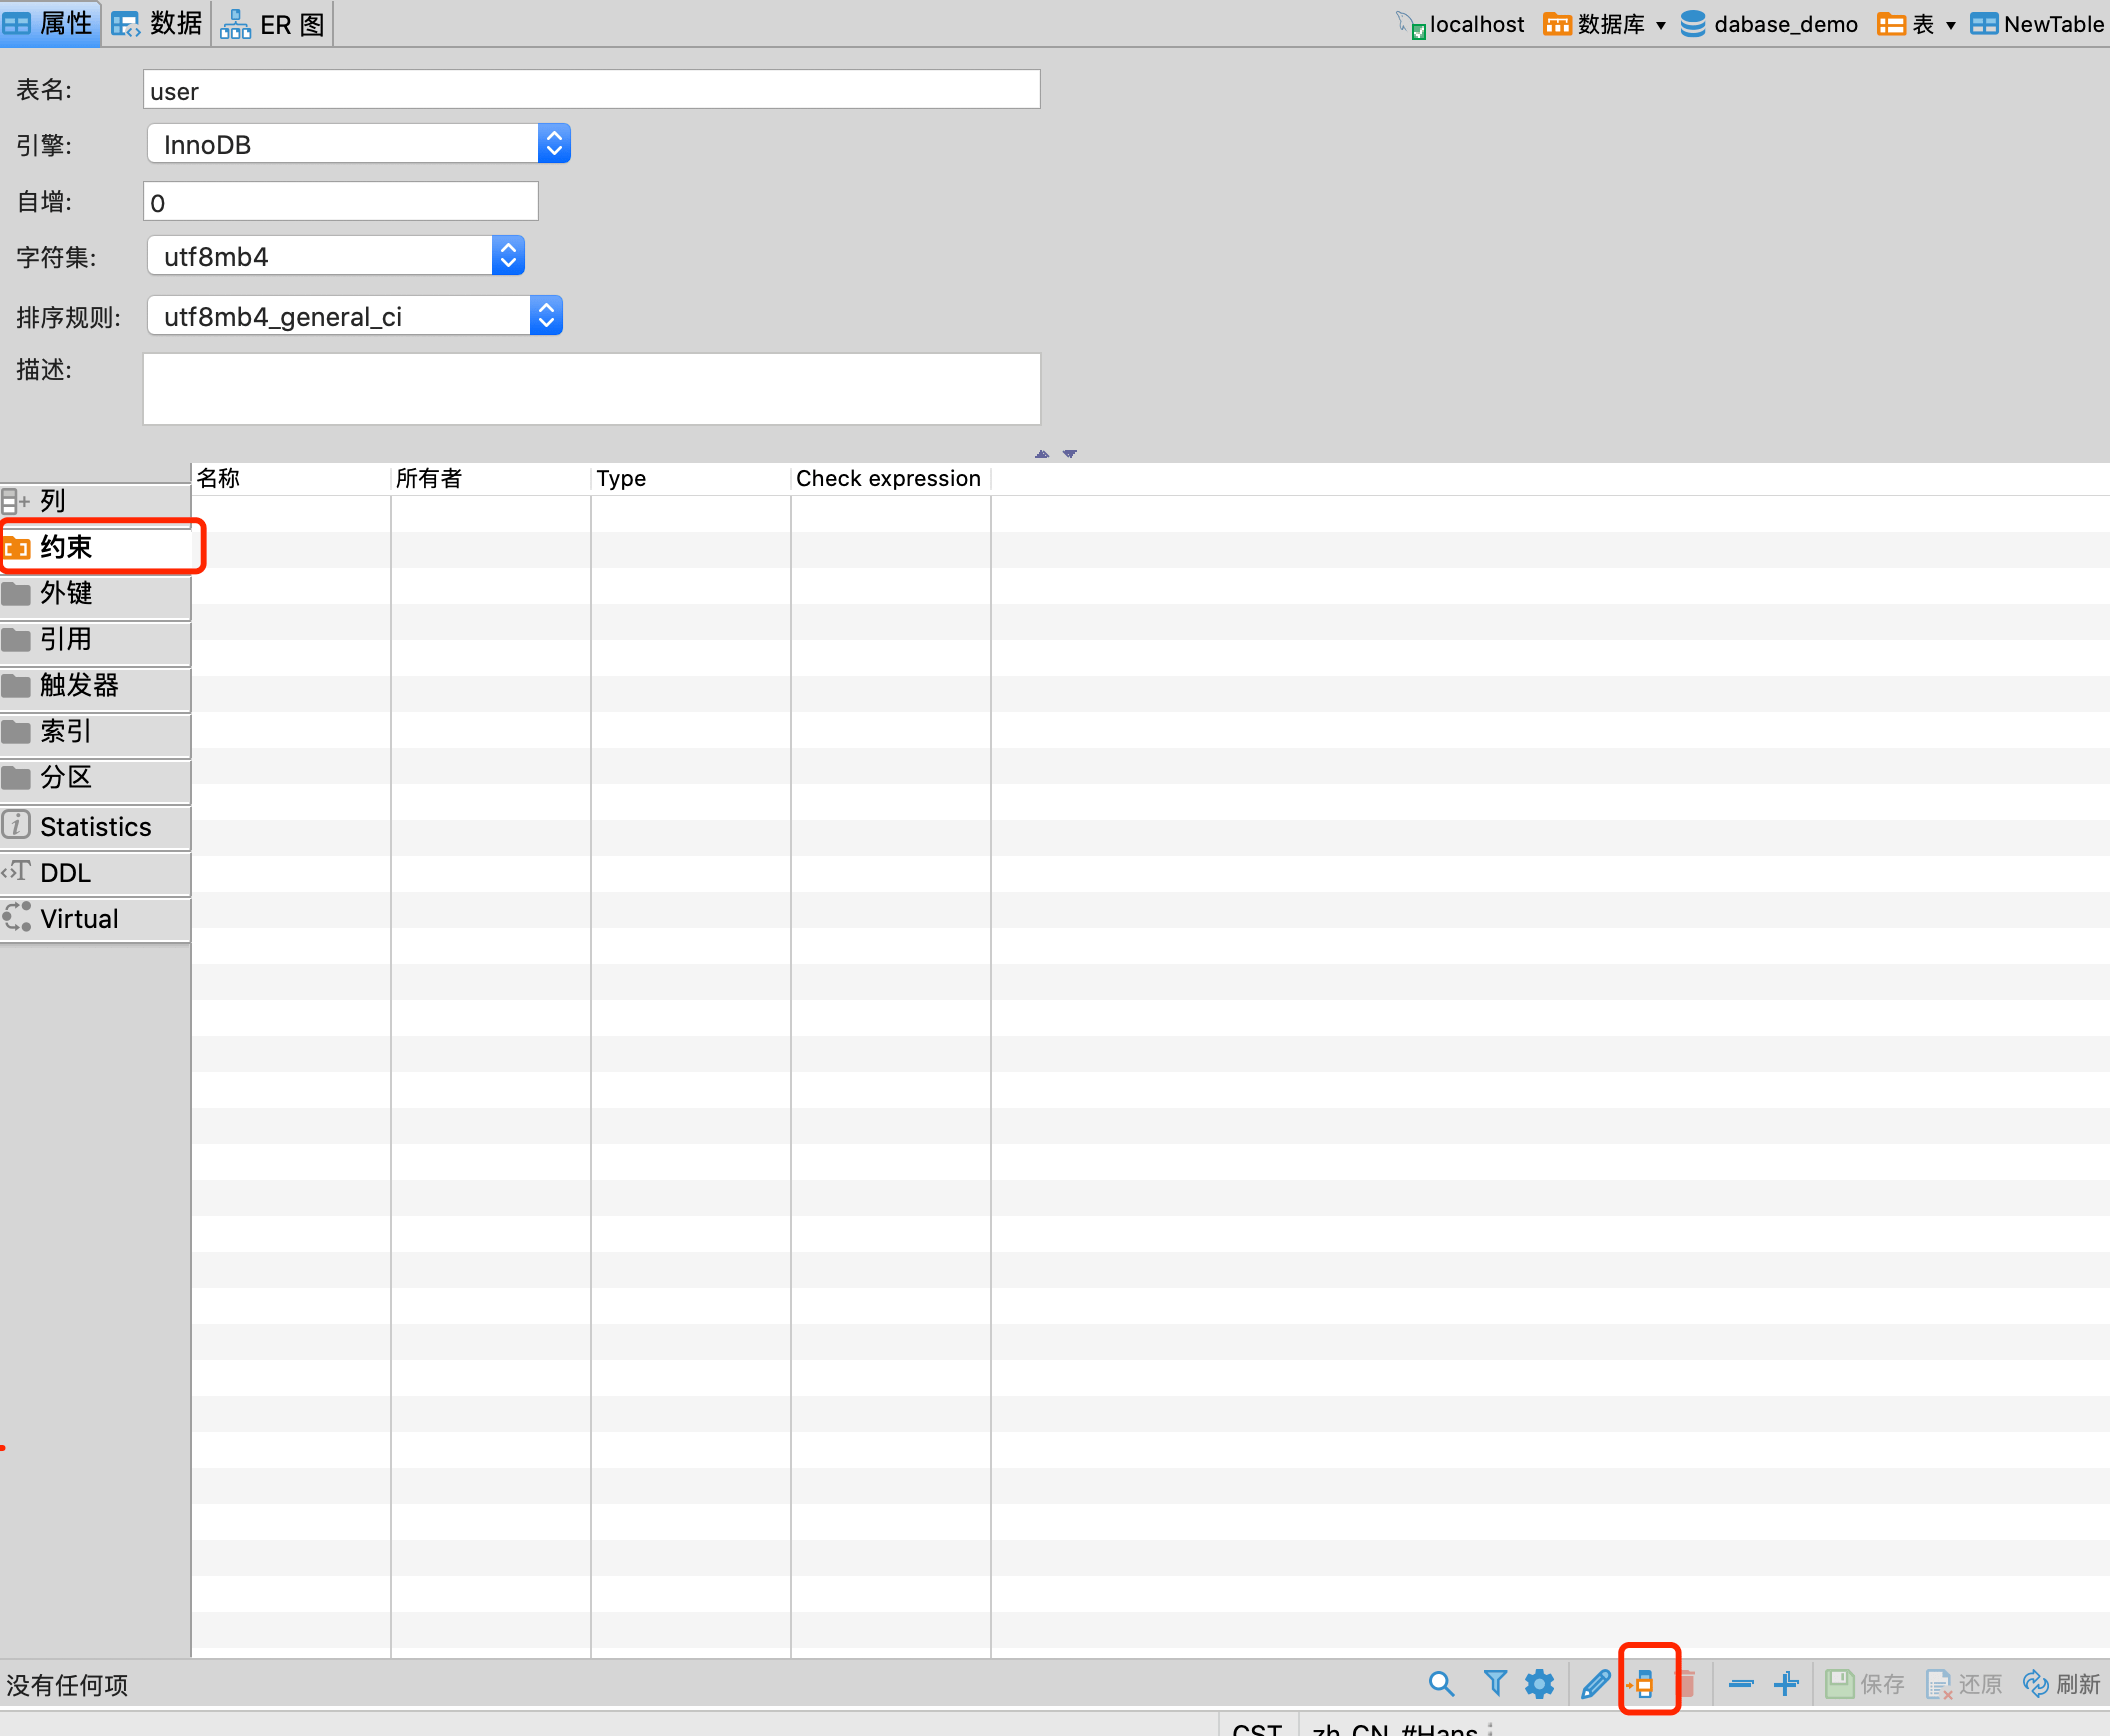 属性 数据 ER 图 localhost 数据库 dabase_demo 表 NewTable
表名: user
引擎: InnoDB
自增: 0
字符集: utf8mb4
排序规则: utf8mb4_general_ci
描述:
名称 所有者 Type Check expression
列
约束
外键
引用
触发器
索引
分区
Statistics
DDL
Virtual
没有任何项 保存 还原 刷新
CST zh_CN_#Hans